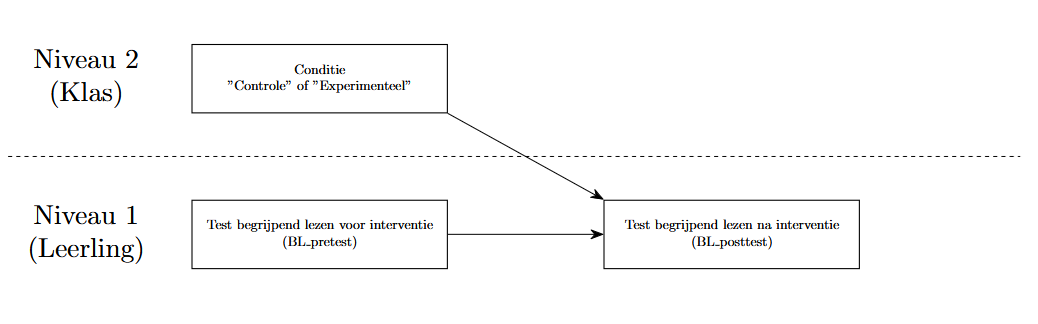 Niveau 2
(Klas)
Conditie
”Controle” of ”Experimenteel”
Niveau 1
(Leerling)
Test begrijpend lezen voor interventie
(BL_pretest)
Test begrijpend lezen na interventie
(BL_posttest)